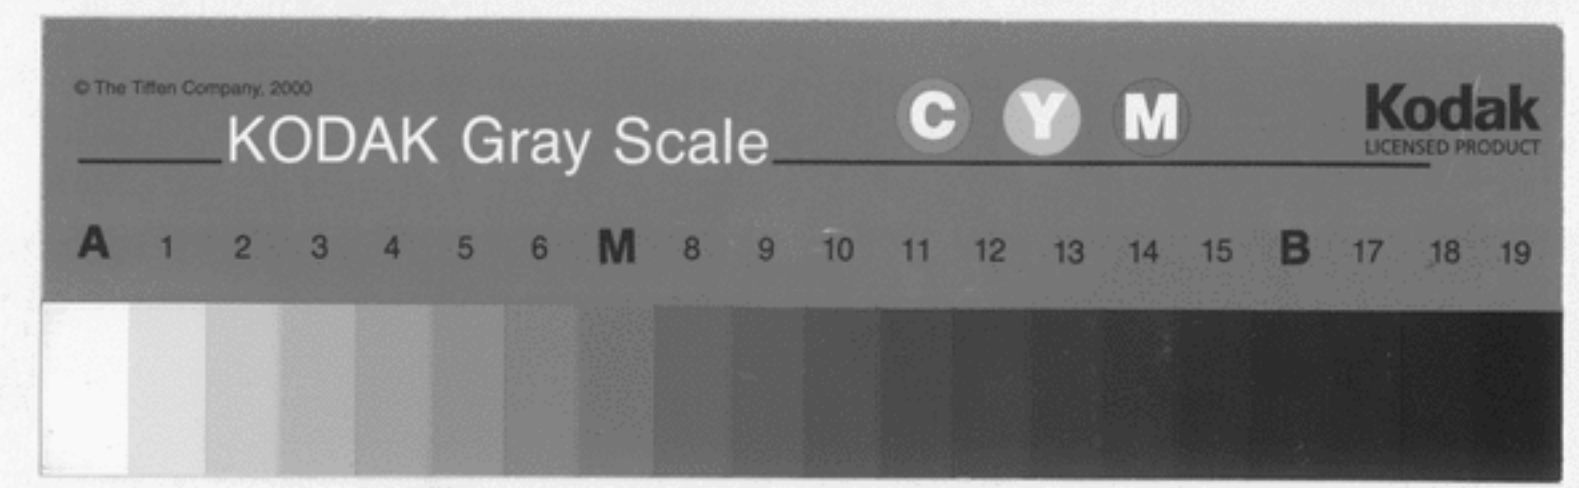 © The Tiffen Company, 2000
KODAK Gray Scale
C Y M
Kodak
LICENSED PRODUCT
A 1 2 3 4 5 6 M 8 9 10 11 12 13 14 15 B 17 18 19